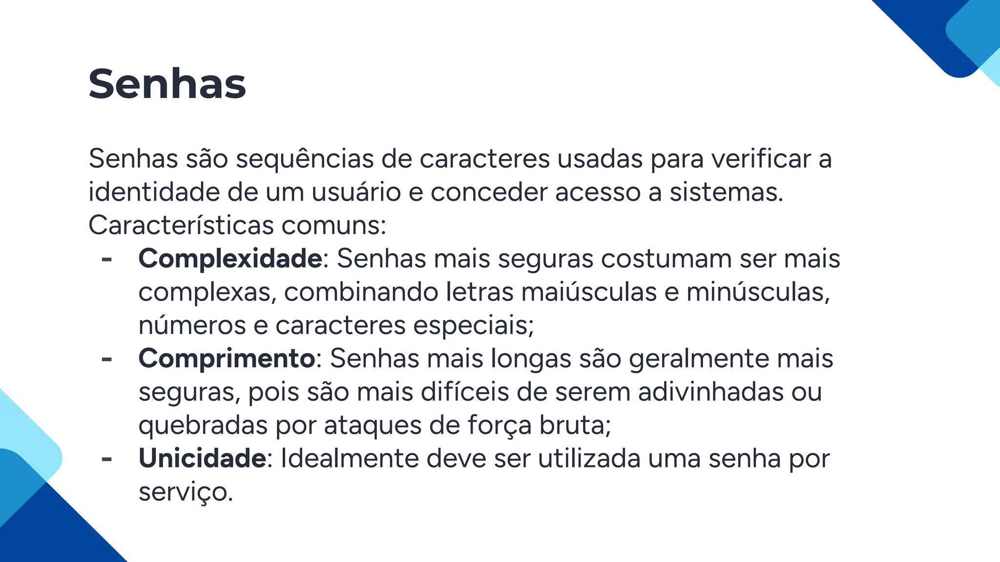 Senhas
Senhas são sequências de caracteres usadas para verificar a
identidade de um usuário e conceder acesso a sistemas.
Características comuns:
- Complexidade: Senhas mais seguras costumam ser mais
complexas, combinando letras maiúsculas e minúsculas,
números e caracteres especiais;
- Comprimento: Senhas mais longas são geralmente mais
seguras, pois são mais difíceis de serem adivinhadas ou
quebradas por ataques de força bruta;
- Unicidade: Idealmente deve ser utilizada uma senha por
serviço.